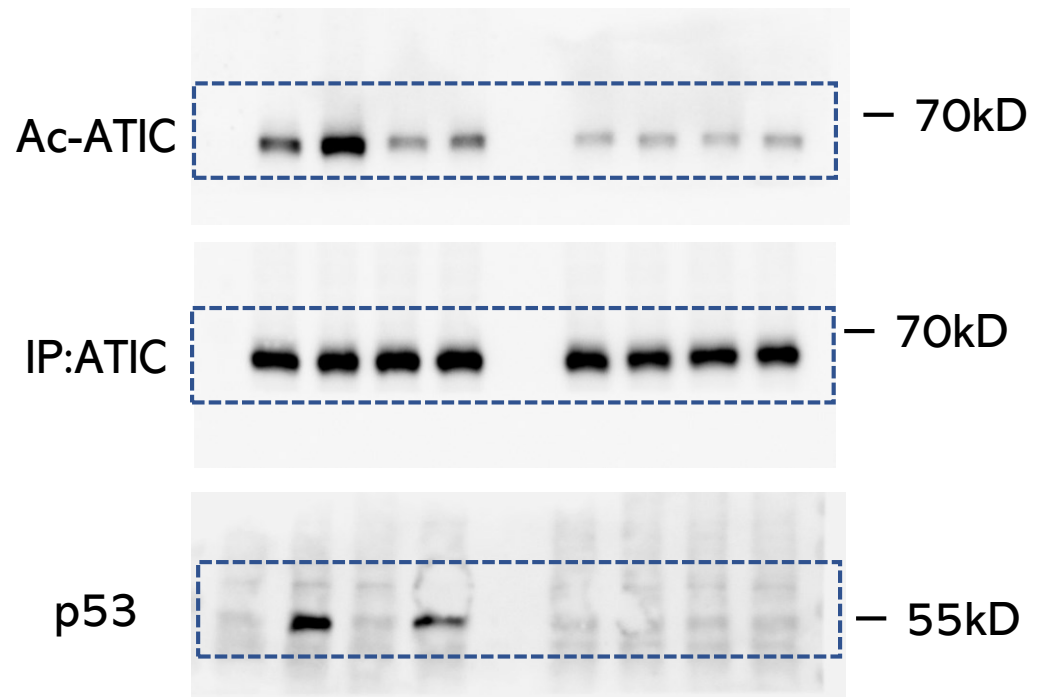 Ac-ATIC
– 70kD
IP:ATIC
– 70kD
p53
– 55kD